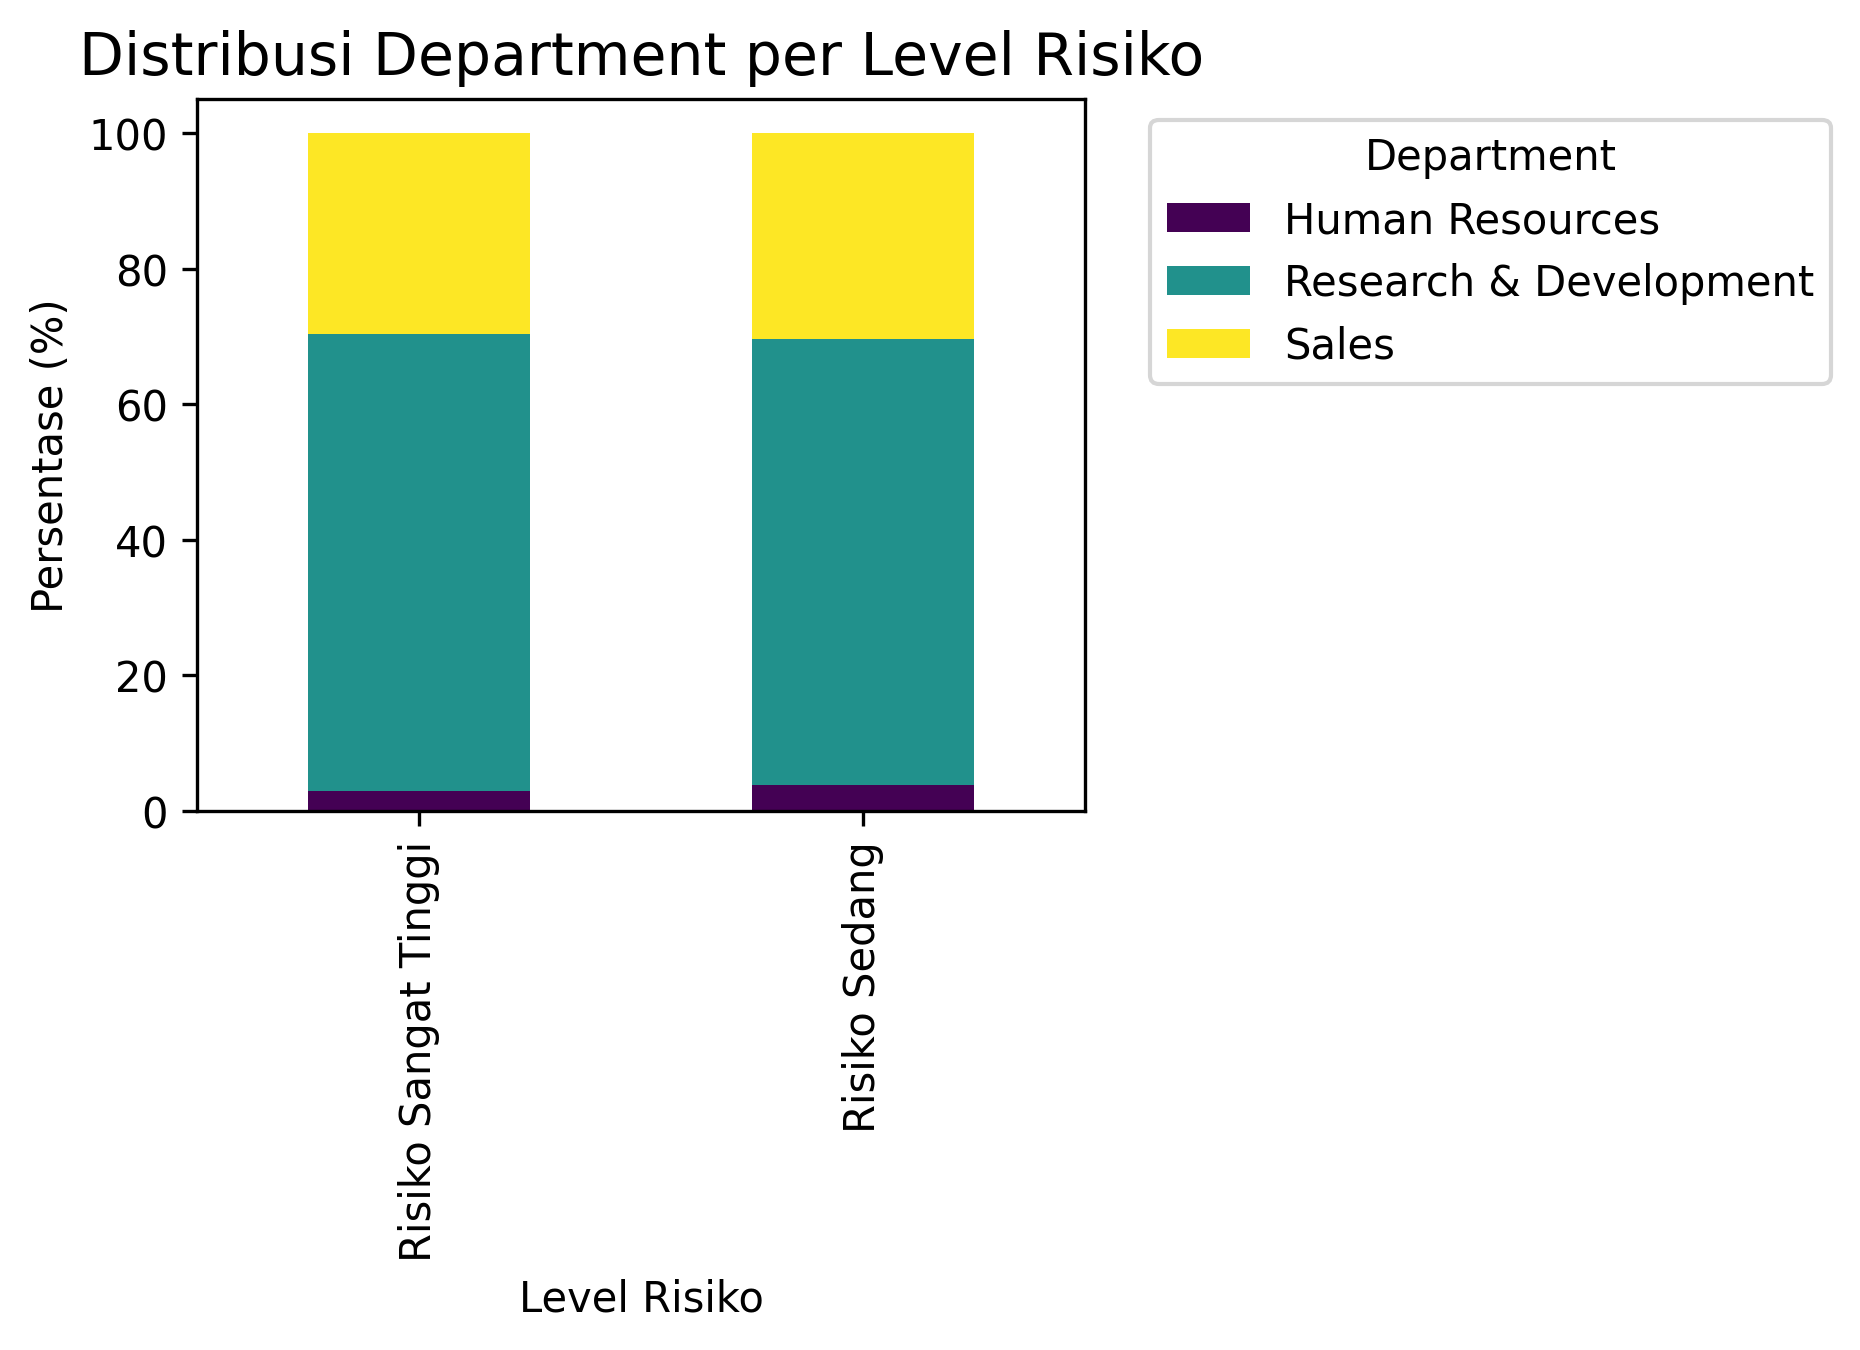 Distribusi Department per Level Risiko
Persentase (%)
100
80
60
40
20
0
Risiko Sangat Tinggi
Risiko Sedang
Level Risiko
Department
Human Resources
Research & Development
Sales